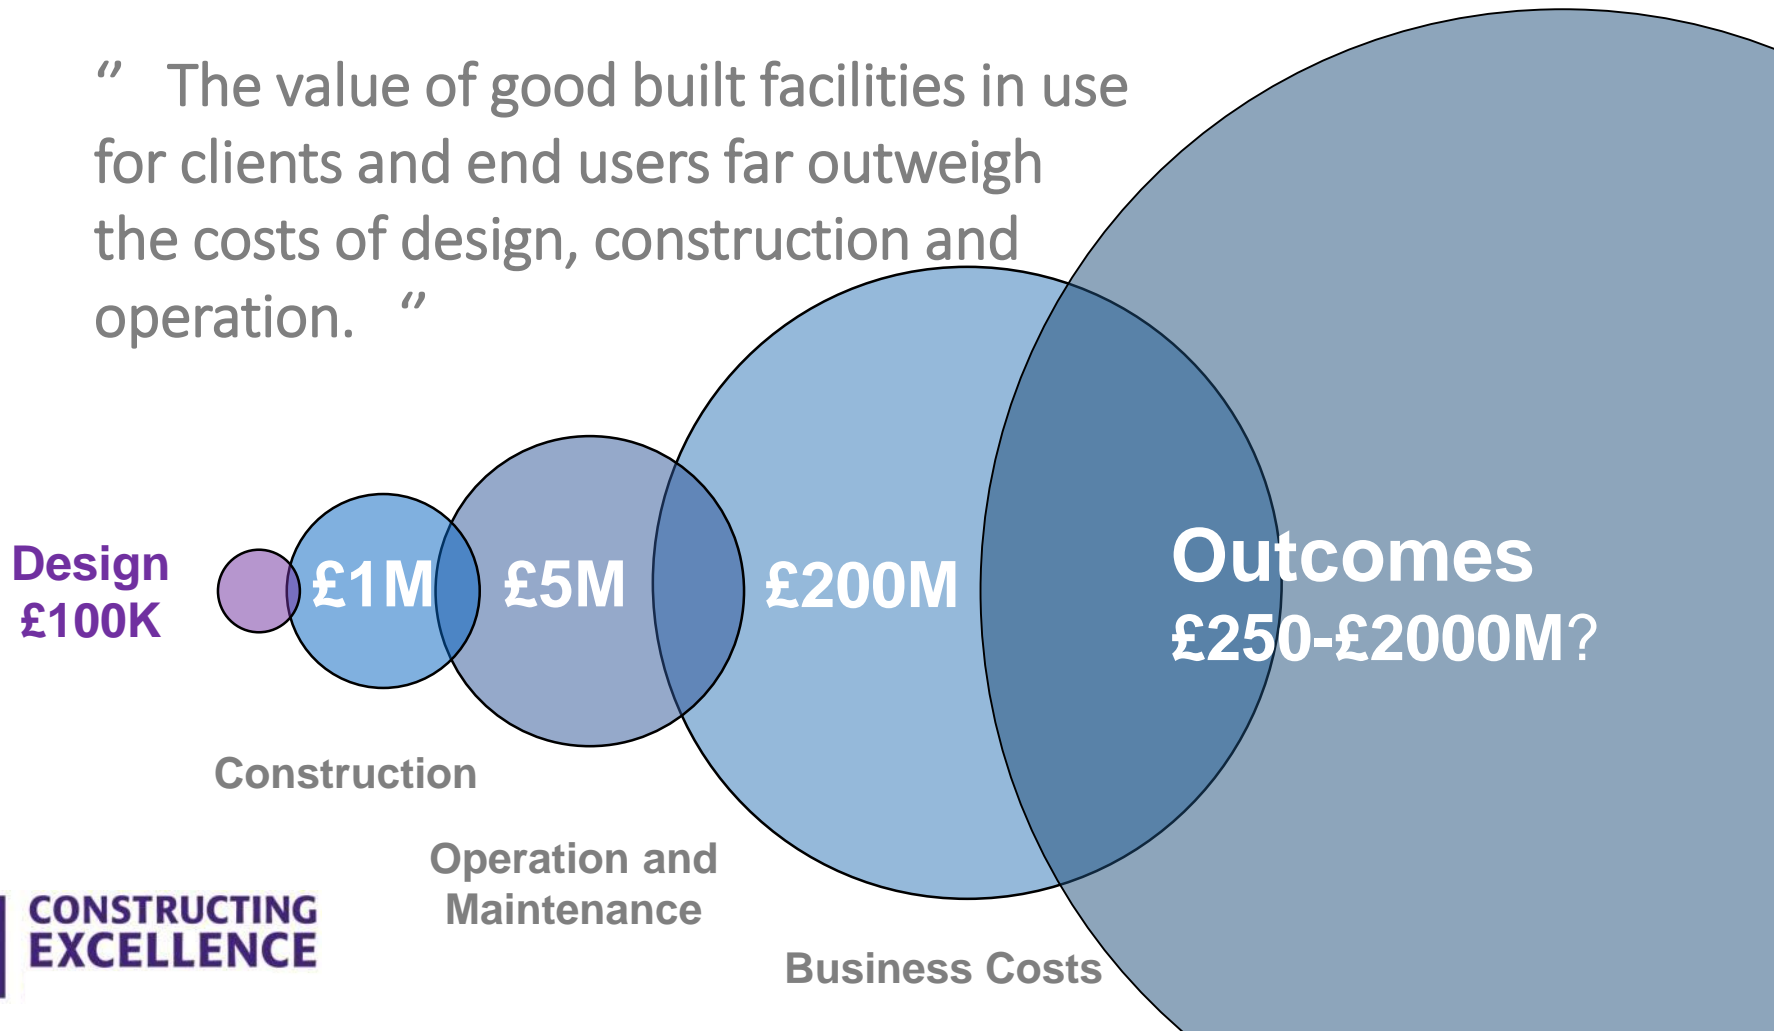 “ The value of good built facilities in use
for clients and end users far outweigh
the costs of design, construction and
operation. “
Design
£100K
£1M
£5M
£200M
Outcomes
£250-£2000M?
Construction
Operation and
Maintenance
Business Costs
CONSTRUCTING
EXCELLENCE